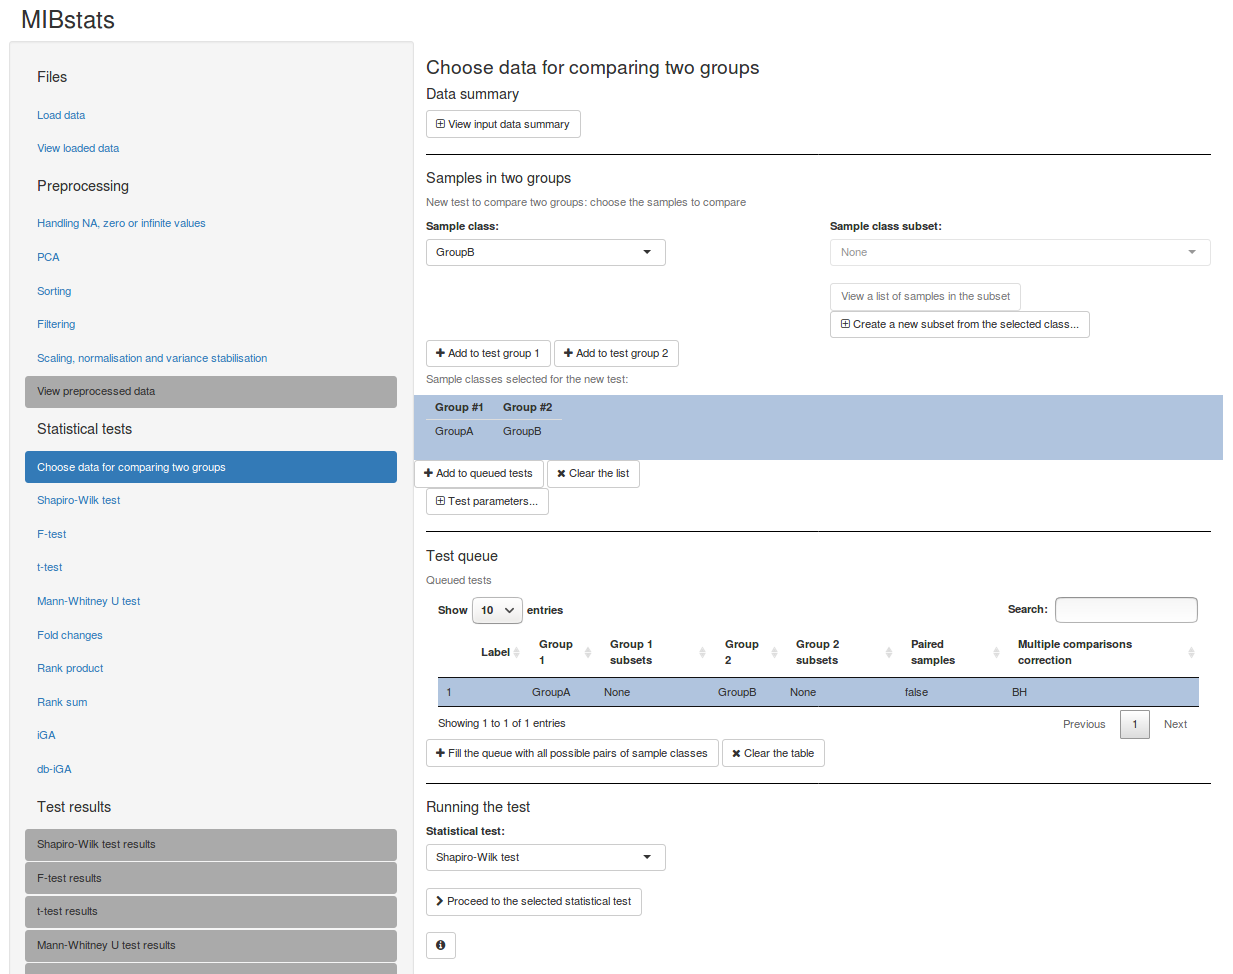 MIBstats
Files
Load data
View loaded data
Preprocessing
Handling NA, zero or infinite values
PCA
Sorting
Filtering
Scaling, normalisation and variance stabilisation
View preprocessed data
Statistical tests
Choose data for comparing two groups
Shapiro-Wilk test
F-test
t-test
Mann-Whitney U test
Fold changes
Rank product
Rank sum
iGA
db-iGA
Test results
Shapiro-Wilk test results
F-test results
t-test results
Mann-Whitney U test results
Choose data for comparing two groups
Data summary
View input data summary
Samples in two groups
New test to compare two groups: choose the samples to compare
Sample class: Sample class subset:
GroupB None
View a list of samples in the subset
Create a new subset from the selected class...
Add to test group 1 Add to test group 2
Sample classes selected for the new test:
Group #1 Group #2
GroupA GroupB
Add to queued tests Clear the list
Test parameters...
Test queue
Queued tests
Show 10 entries Search:
Label Group 1 Group 1 subsets Group 2 Group 2 subsets Paired samples Multiple comparisons correction
1 GroupA None GroupB None false BH
Showing 1 to 1 of 1 entries Previous 1 Next
Fill the queue with all possible pairs of sample classes Clear the table
Running the test
Statistical test:
Shapiro-Wilk test
Proceed to the selected statistical test